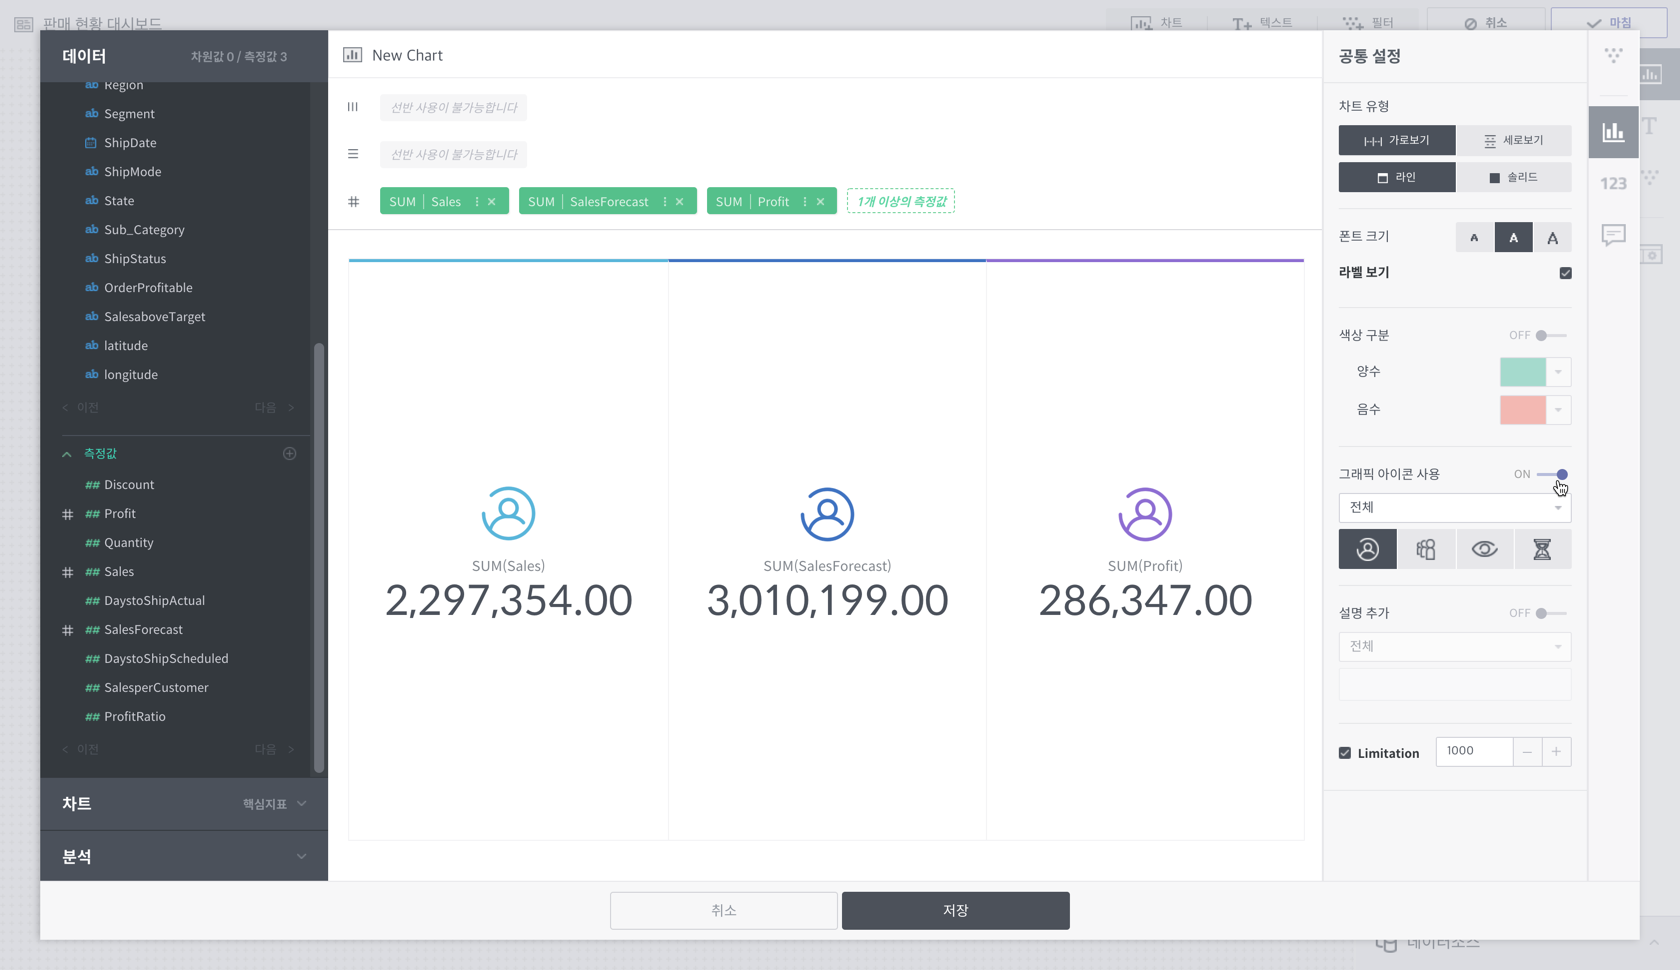 판매 현황 대시보드
차트
텍스트
필터
취소
마침
데이터
차원값 0 / 측정값 3
Region
Segment
ShipDate
ShipMode
State
Sub_Category
ShipStatus
OrderProfitable
SalesaboveTarget
latitude
longitude
이전
다음
측정값
Discount
Profit
Quantity
Sales
DaystoShipActual
SalesForecast
DaystoShipScheduled
SalesperCustomer
ProfitRatio
이전
다음
차트
핵심지표
분석
New Chart
선반 사용이 불가능합니다
선반 사용이 불가능합니다
SUM | Sales
SUM | SalesForecast
SUM | Profit
1개 이상의 측정값
SUM(Sales)
2,297,354.00
SUM(SalesForecast)
3,010,199.00
SUM(Profit)
286,347.00
공통 설정
차트 유형
가로보기
세로보기
라인
솔리드
폰트 크기
A A A
라벨 보기
색상 구분
OFF
양수
음수
그래픽 아이콘 사용
ON
전체
설명 추가
OFF
전체
Limitation
1000
123
취소
저장
데이터소스